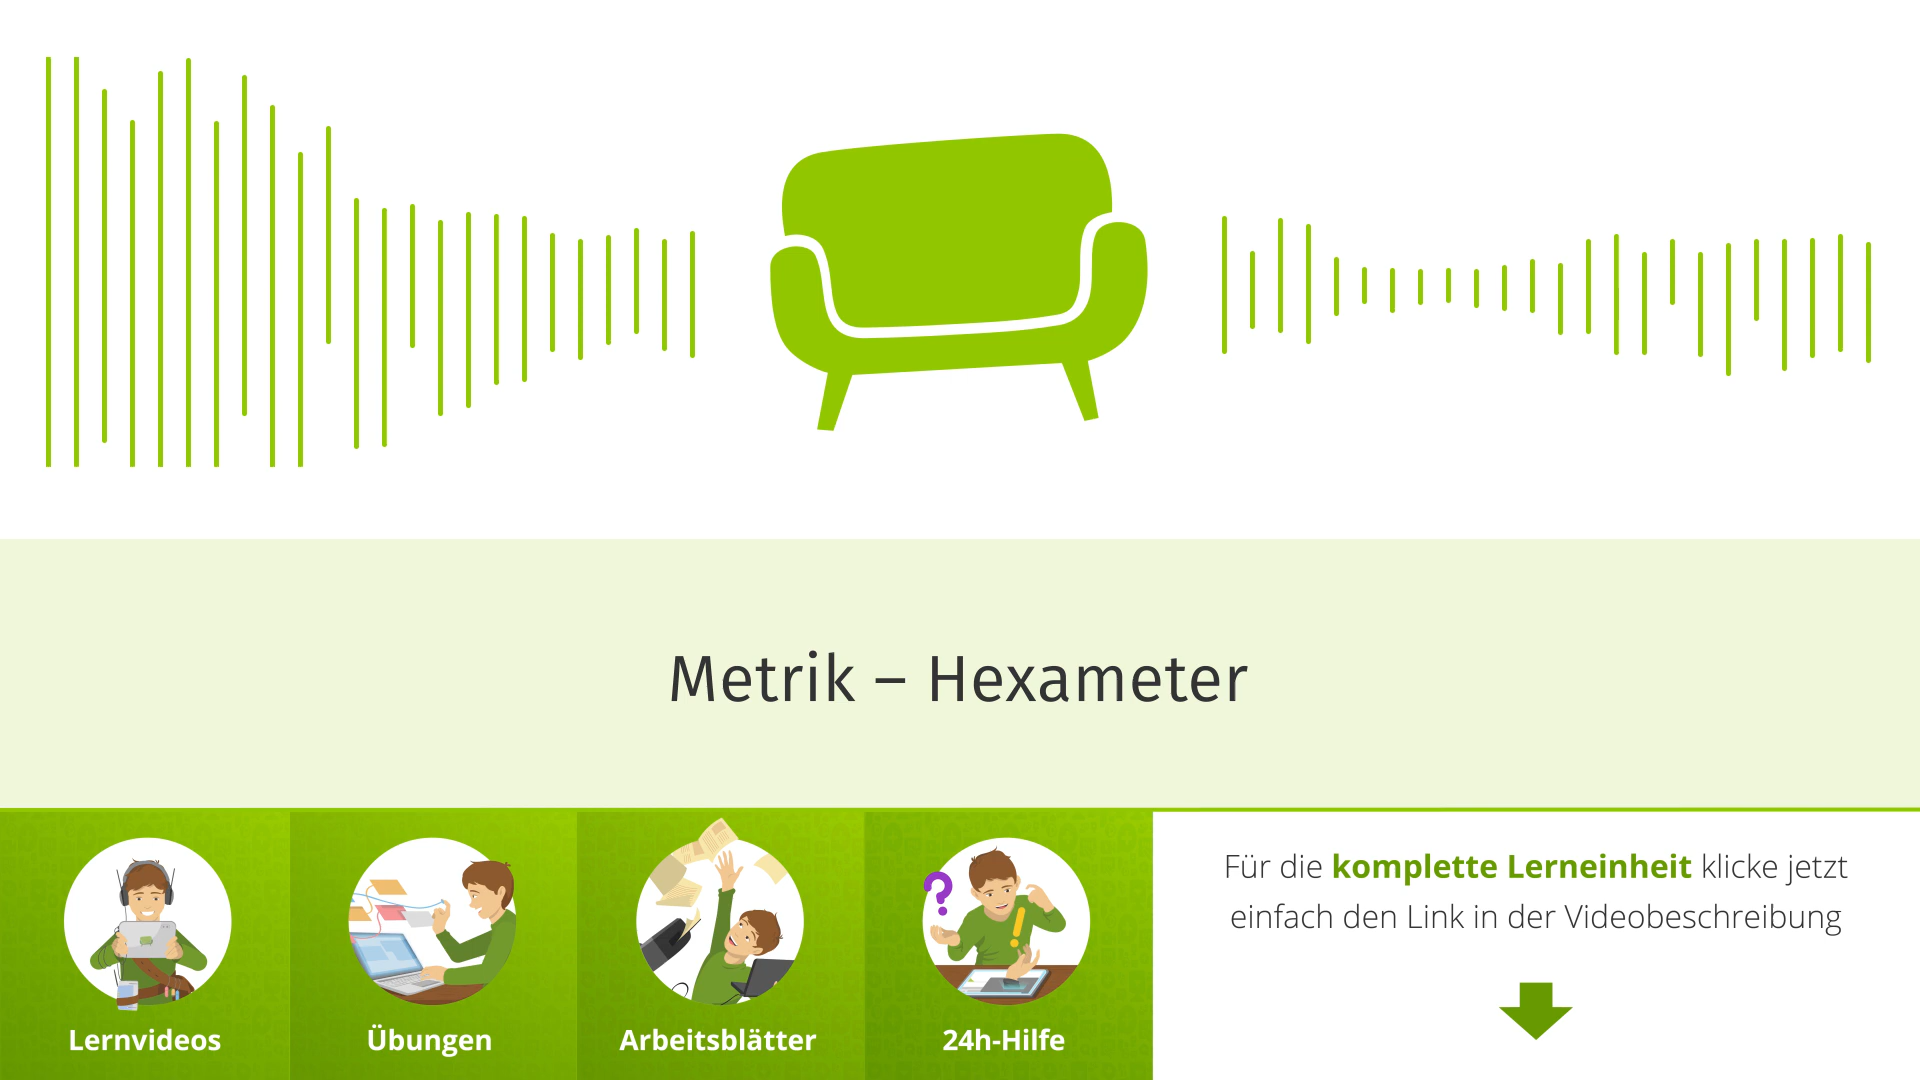 Metrik – Hexameter
Lernvideos
Übungen
Arbeitsblätter
24h-Hilfe
Für die komplette Lerneinheit klicke jetzt
einfach den Link in der Videobeschreibung